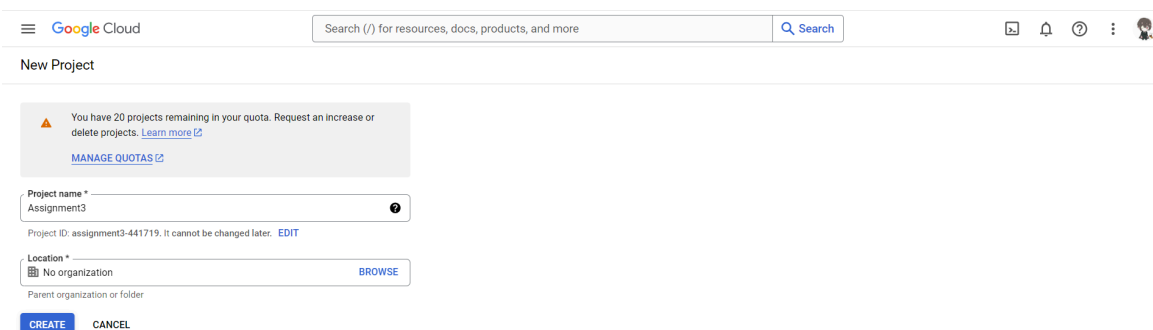 Google Cloud
Search (/) for resources, docs, products, and more
Search
New Project
You have 20 projects remaining in your quota. Request an increase or
delete projects. Learn more
MANAGE QUOTAS
Project name *
Assignment3
Project ID: assignment3-441719. It cannot be changed later. EDIT
Location *
No organization
BROWSE
Parent organization or folder
CREATE
CANCEL